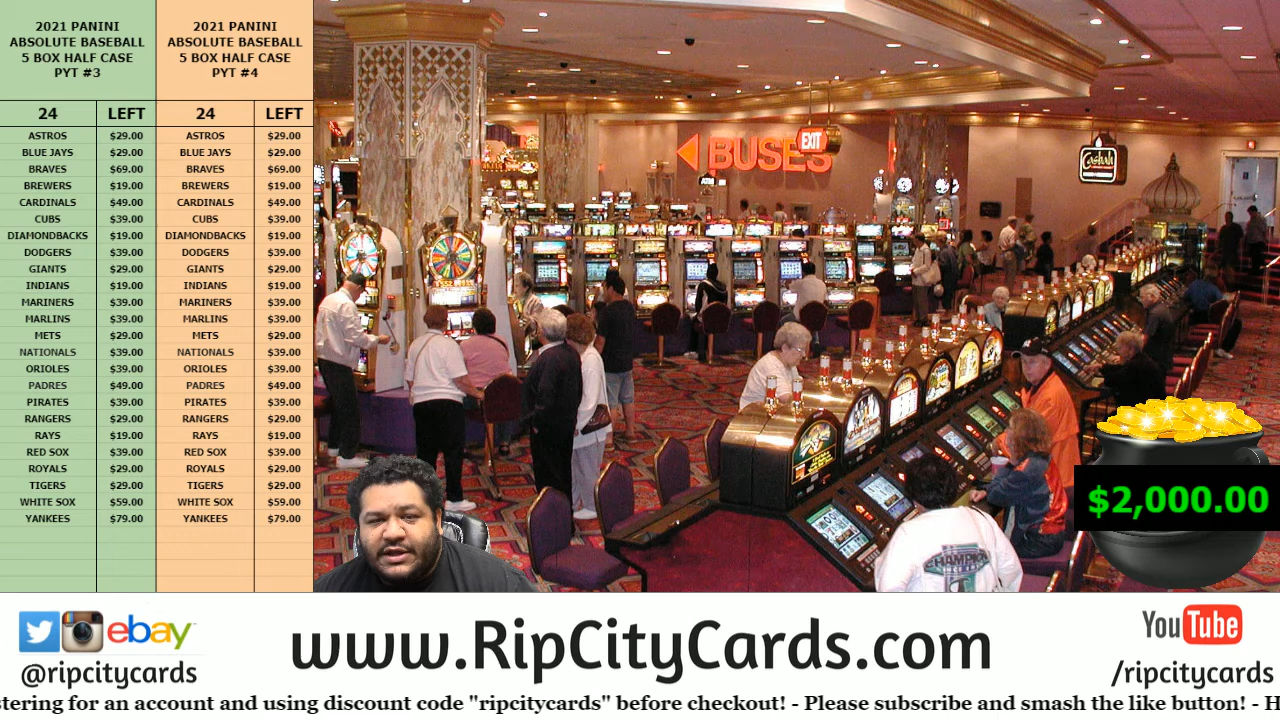 2021 PANINI
ABSOLUTE BASEBALL
5 BOX HALF CASE
PYT #3
24 LEFT
ASTROS $29.00
BLUE JAYS $29.00
BRAVES $69.00
BREWERS $19.00
CARDINALS $49.00
CUBS $39.00
DIAMONDBACKS $19.00
DODGERS $39.00
GIANTS $29.00
INDIANS $19.00
MARINERS $39.00
MARLINS $39.00
METS $29.00
NATIONALS $39.00
ORIOLES $39.00
PADRES $49.00
PIRATES $39.00
RANGERS $29.00
RAYS $19.00
RED SOX $39.00
ROYALS $29.00
TIGERS $29.00
WHITE SOX $59.00
YANKEES $79.00
2021 PANINI
ABSOLUTE BASEBALL
5 BOX HALF CASE
PYT #4
24 LEFT
ASTROS $29.00
BLUE JAYS $29.00
BRAVES $69.00
BREWERS $19.00
CARDINALS $49.00
CUBS $39.00
DIAMONDBACKS $19.00
DODGERS $39.00
GIANTS $29.00
INDIANS $19.00
MARINERS $39.00
MARLINS $39.00
METS $29.00
NATIONALS $39.00
ORIOLES $39.00
PADRES $49.00
PIRATES $39.00
RANGERS $29.00
RAYS $19.00
RED SOX $39.00
ROYALS $29.00
TIGERS $29.00
WHITE SOX $59.00
YANKEES $79.00
EXIT
BUSES
Cashah
ATM
CHAMPIO
$2,000.00
ebay
@ripcitycards
www.RipCityCards.com
YouTube
/ripcitycards
stering for an account and using discount code "ripcitycards" before checkout! - Please subscribe and smash the like button! - H